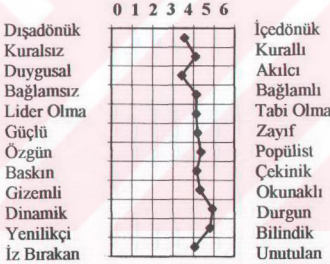 0 1 2 3 4 5 6
Dışadönük İçedönük
Kuralsız Kurallı
Duygusal Akılcı
Bağlamsız Bağlamlı
Lider Olma Tabi Olma
Güçlü Zayıf
Özgün Popülist
Baskın Çekinik
Gizemli Okunaklı
Dinamik Durgun
Yenilikçi Bilindik
İz Bırakan Unutulan